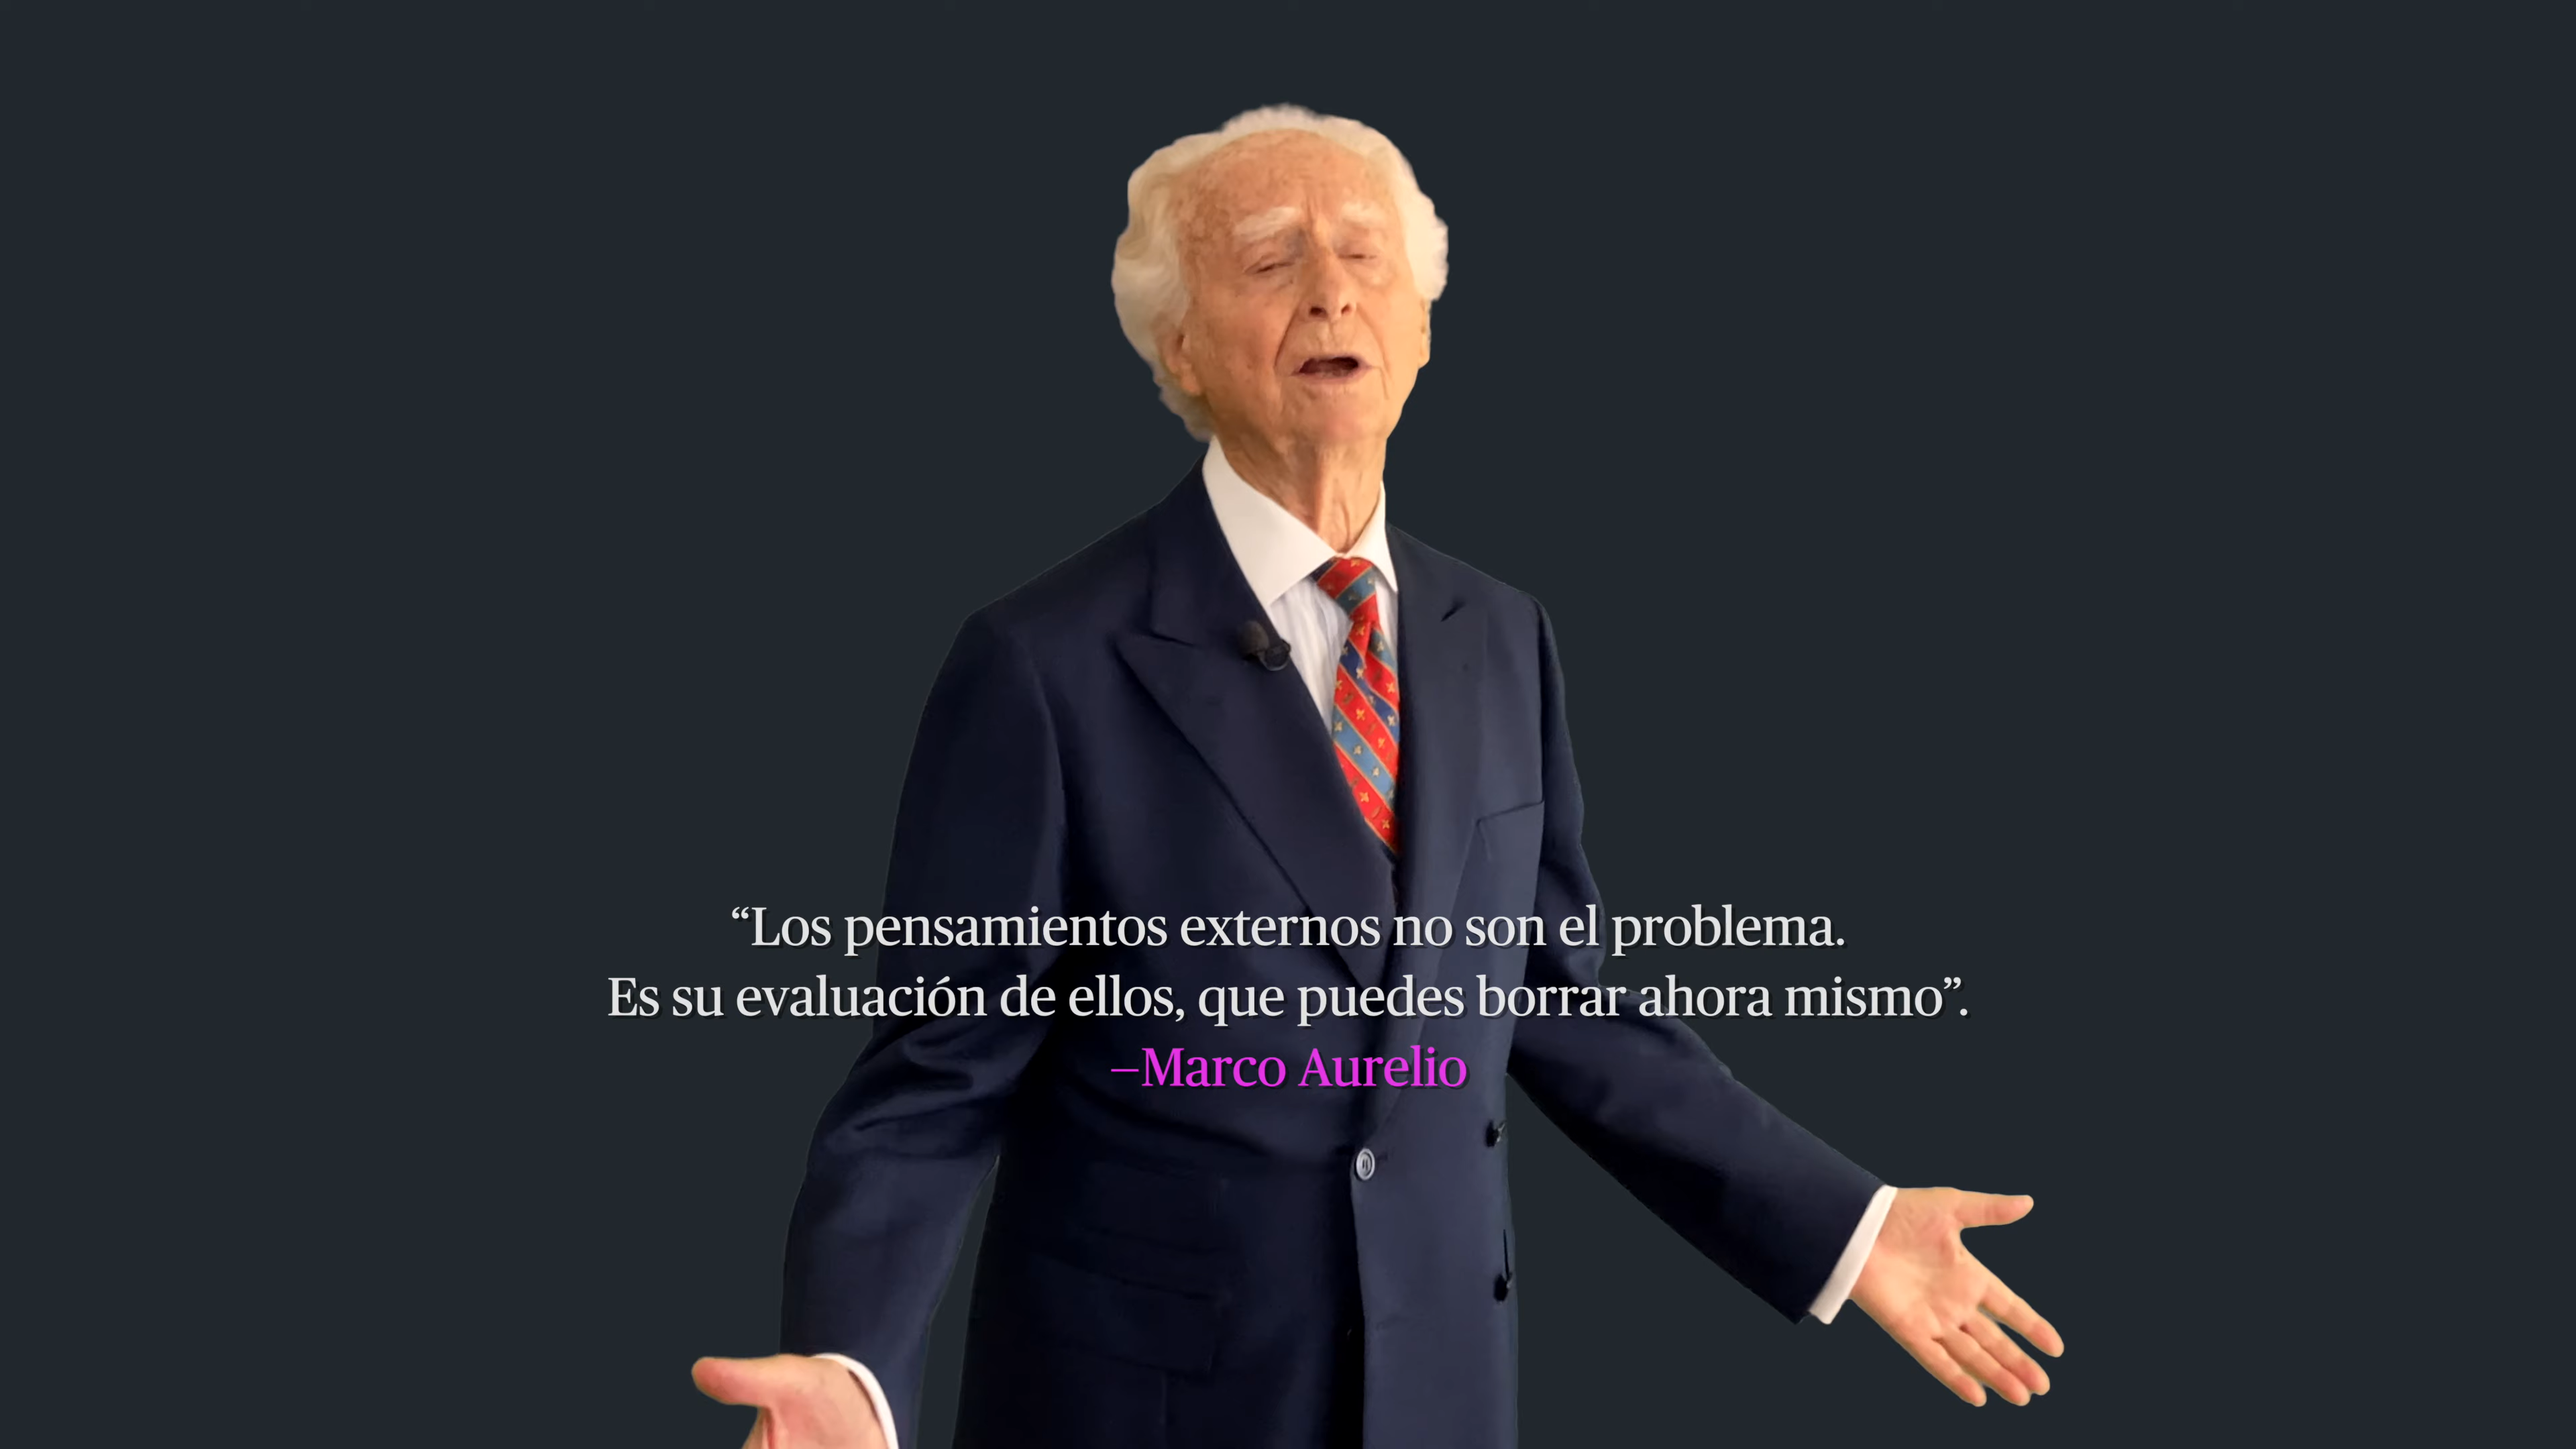 “Los pensamientos externos no son el problema.
Es su evaluación de ellos, que puedes borrar ahora mismo”.
—Marco Aurelio